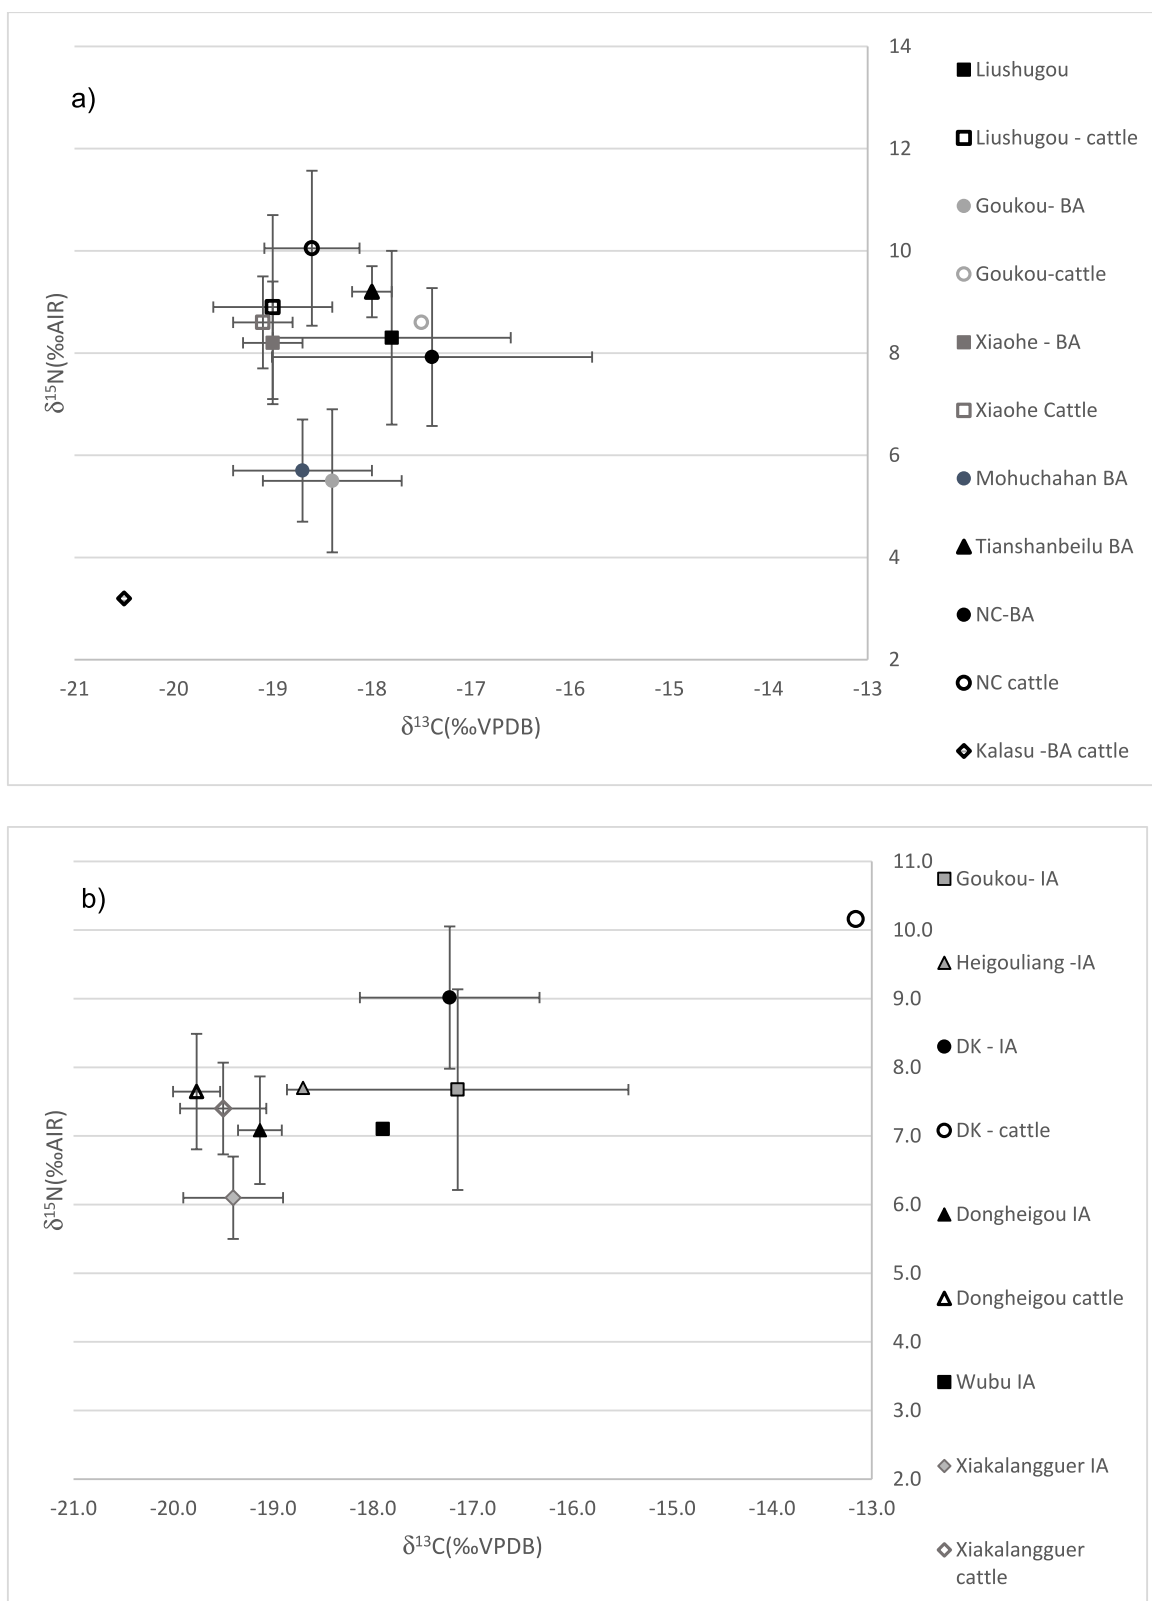 a)
14
12
10
8
6
4
2
δ15N(‰AIR)
-21 -20 -19 -18 -17 -16 -15 -14 -13
δ13C(‰VPDB)
Liushugou
Liushugou - cattle
Goukou- BA
Goukou-cattle
Xiaohe - BA
Xiaohe Cattle
Mohuchahan BA
Tianshanbeilu BA
NC-BA
NC cattle
Kalasu -BA cattle
b)
11.0
10.0
9.0
8.0
7.0
6.0
5.0
4.0
3.0
2.0
δ15N(‰AIR)
-21.0 -20.0 -19.0 -18.0 -17.0 -16.0 -15.0 -14.0 -13.0
δ13C(‰VPDB)
Goukou- IA
Heigouliang -IA
DK - IA
DK - cattle
Dongheigou IA
Dongheigou cattle
Wubu IA
Xiakalangguer IA
Xiakalangguer
cattle